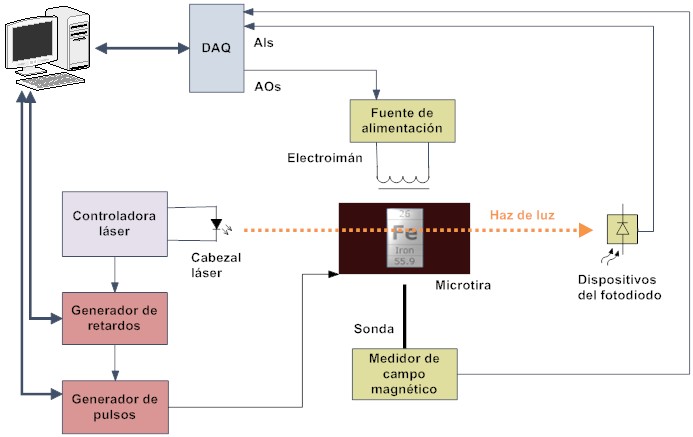 DAQ
AIs
AOs
Fuente de
alimentación
Electroimán
Controladora
láser
Cabezal
láser
26
Fe
Iron
55.9
Haz de luz
Microtira
Dispositivos
del fotodiodo
Generador de
retardos
Sonda
Medidor de
campo
magnético
Generador de
pulsos